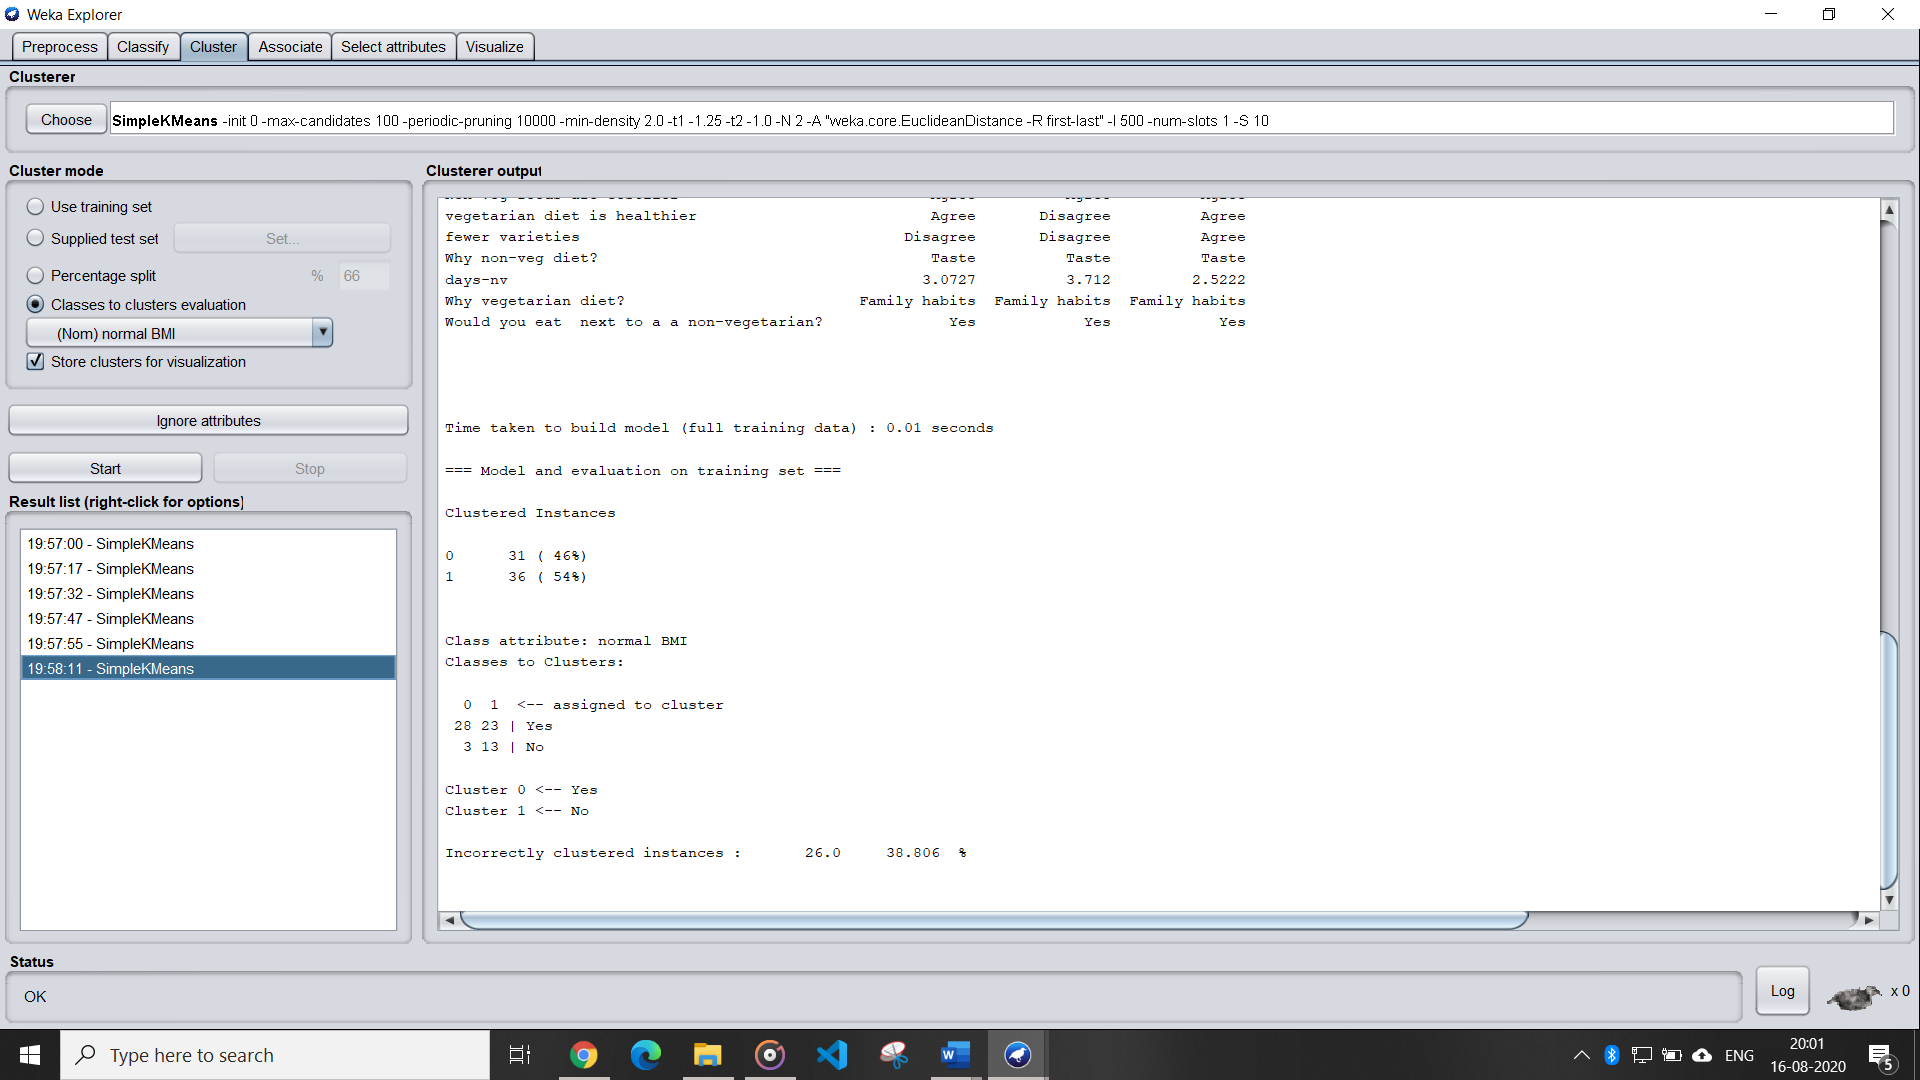 Weka Explorer
Preprocess Classify Cluster Associate Select attributes Visualize
Clusterer
Choose SimpleKMeans -init 0 -max-candidates 100 -periodic-pruning 10000 -min-density 2.0 -t1 -1.25 -t2 -1.0 -N 2 -A "weka.core.EuclideanDistance -R first-last" -I 500 -num-slots 1 -S 10
Cluster mode
Use training set
Supplied test set Set...
Percentage split % 66
Classes to clusters evaluation
(Nom) normal BMI
Store clusters for visualization
Ignore attributes
Start Stop
Result list (right-click for options)
19:57:00 - SimpleKMeans
19:57:17 - SimpleKMeans
19:57:32 - SimpleKMeans
19:57:47 - SimpleKMeans
19:57:55 - SimpleKMeans
19:58:11 - SimpleKMeans
Clusterer output
vegetarian diet is healthier Agree Disagree Agree
fewer varieties Disagree Disagree Agree
Why non-veg diet? Taste Taste Taste
days-nv 3.0727 3.712 2.5222
Why vegetarian diet? Family habits Family habits Family habits
Would you eat  next to a a non-vegetarian? Yes Yes Yes
Time taken to build model (full training data) : 0.01 seconds
=== Model and evaluation on training set ===
Clustered Instances
0 31 ( 46%)
1 36 ( 54%)
Class attribute: normal BMI
Classes to Clusters:
0 1 <-- assigned to cluster
28 23 | Yes
3 13 | No
Cluster 0 <-- Yes
Cluster 1 <-- No
Incorrectly clustered instances : 26.0 38.806 %
Status
OK
Log
x 0
Type here to search
ENG
20:01
16-08-2020
5